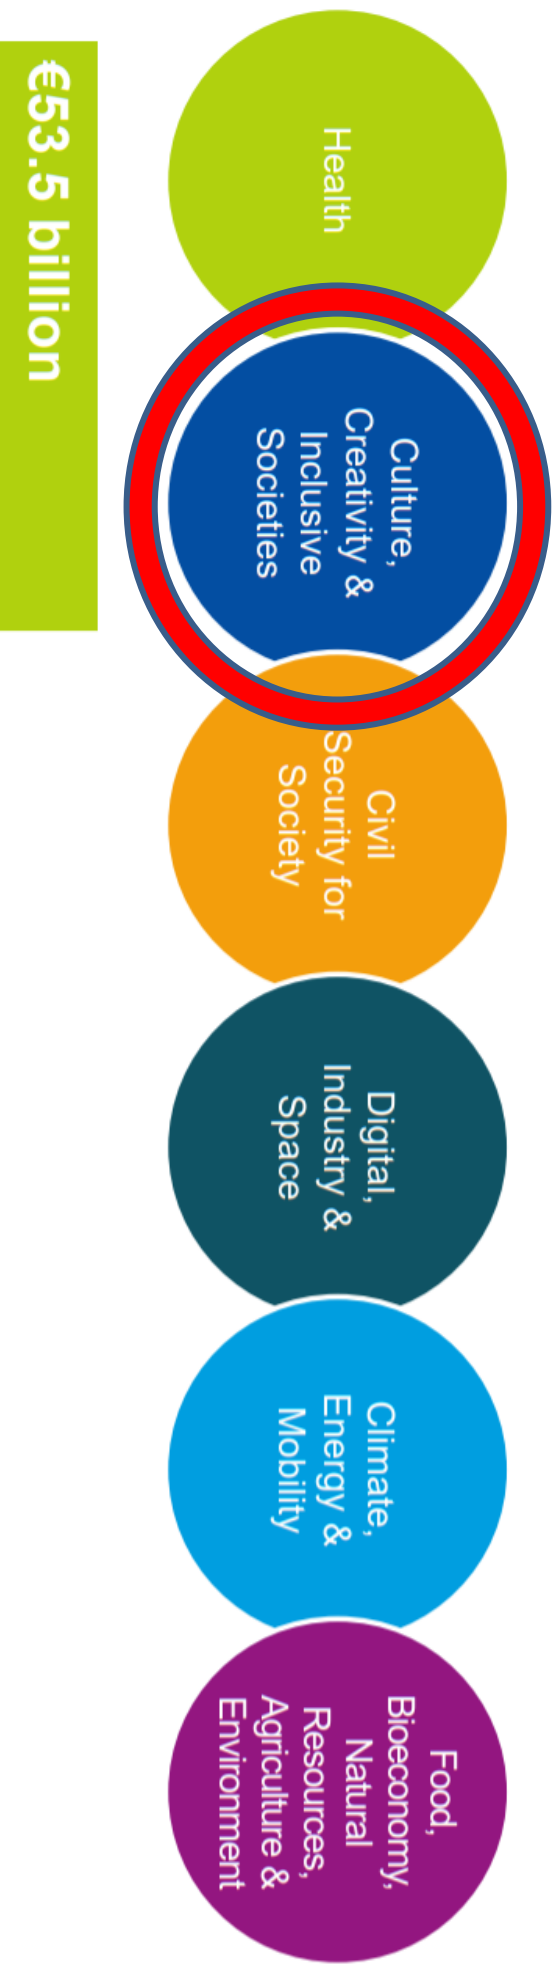 Health
Culture,
Creativity &
Inclusive
Societies
Civil
Security for
Society
Digital,
Industry &
Space
Climate,
Energy &
Mobility
Food,
Bioeconomy,
Natural
Resources,
Agriculture &
Environment
€53.5 billion